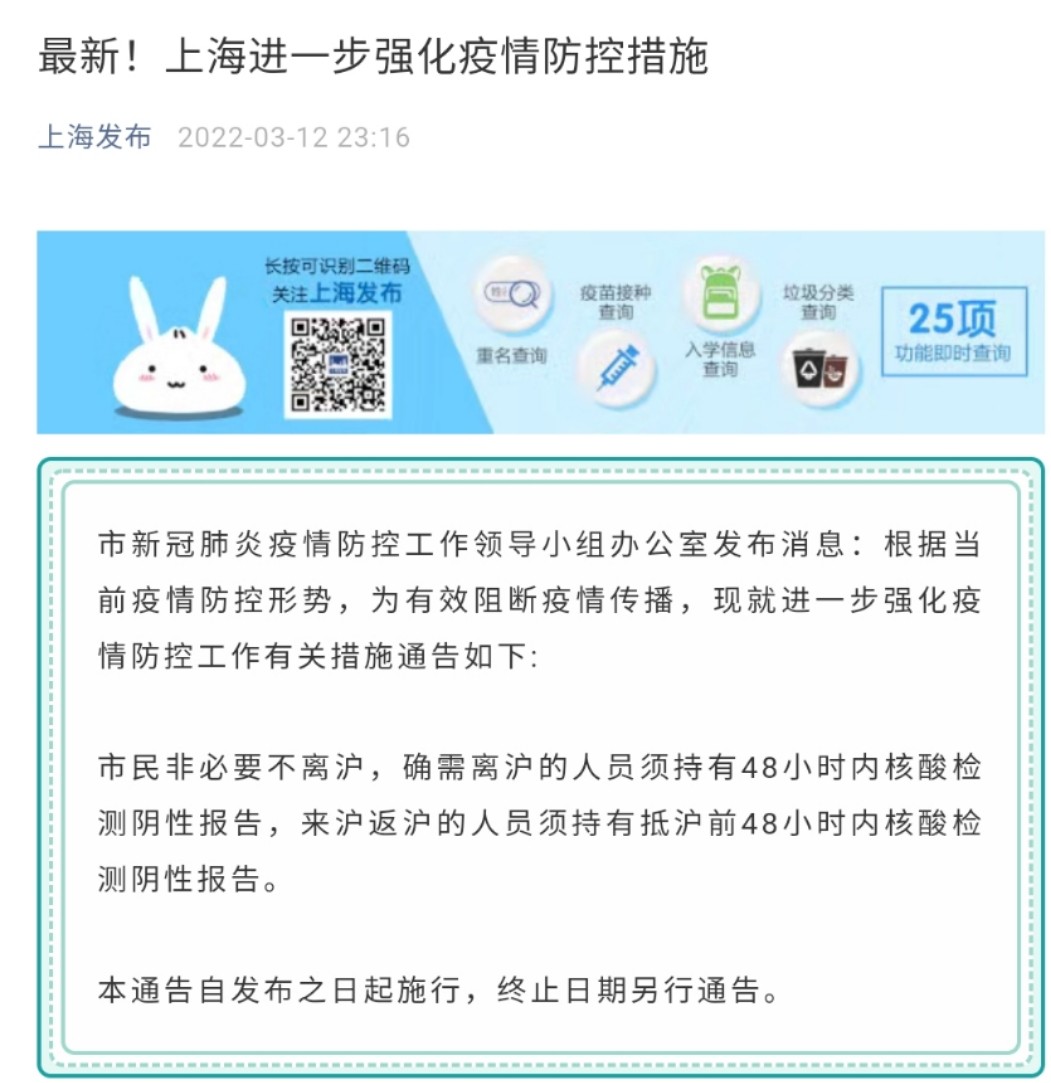 最新！上海进一步强化疫情防控措施
上海发布 2022-03-12 23:16
长按可识别二维码
关注上海发布
重名查询
疫苗接种
查询
入学信息
查询
垃圾分类
查询
25项
功能即时查询
市新冠肺炎疫情防控工作领导小组办公室发布消息：根据当
前疫情防控形势，为有效阻断疫情传播，现就进一步强化疫
情防控工作有关措施通告如下:
市民非必要不离沪，确需离沪的人员须持有48小时内核酸检
测阴性报告，来沪返沪的人员须持有抵沪前48小时内核酸检
测阴性报告。
本通告自发布之日起施行，终止日期另行通告。